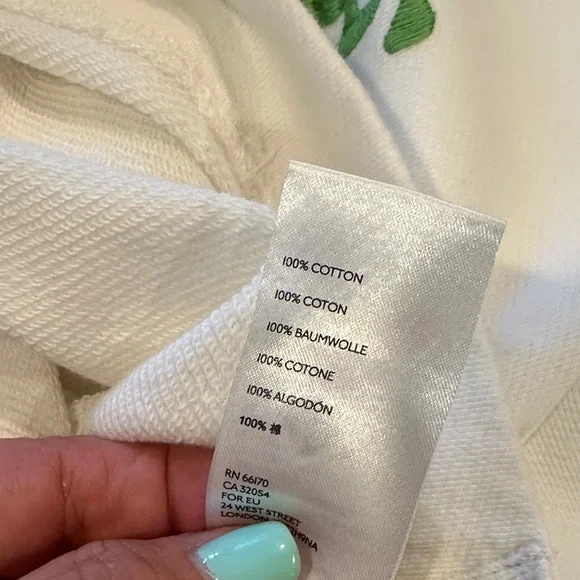 100% COTTON
100% COTON
100% BAUMWOLLE
100% COTONE
100% ALGODÓN
100% 棉
RN 66170
CA 32054
FOR EU
24 WEST STREET
LONDON